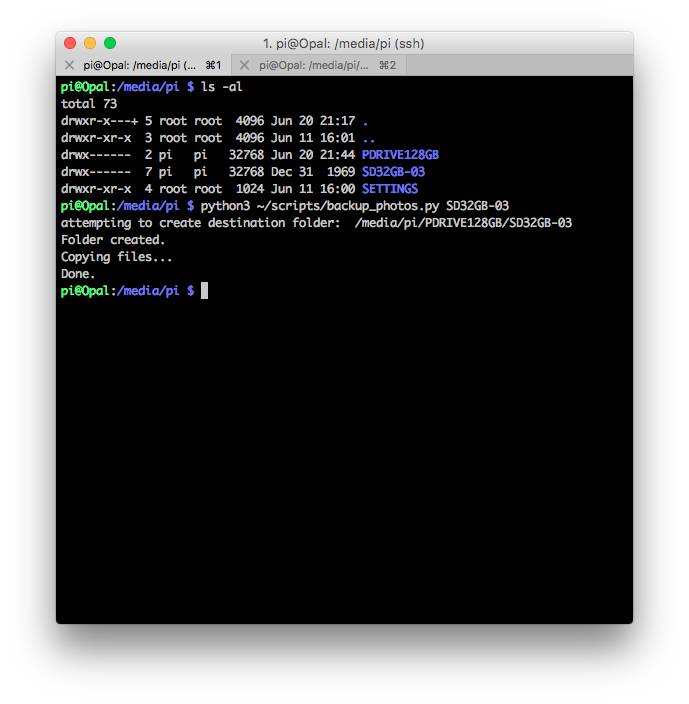 1. pi@Opal: /media/pi (ssh)
pi@Opal: /media/pi (... ⌘1 pi@Opal: /media/pi/... ⌘2
pi@Opal:/media/pi $ ls -al
total 73
drwxr-x---+ 5 root root  4096 Jun 20 21:17 .
drwxr-xr-x  3 root root  4096 Jun 11 16:01 ..
drwx------  2 pi   pi   32768 Jun 20 21:44 PDRIVE128GB
drwx------  7 pi   pi   32768 Dec 31  1969 SD32GB-03
drwxr-xr-x  4 root root  1024 Jun 11 16:00 SETTINGS
pi@Opal:/media/pi $ python3 ~/scripts/backup_photos.py SD32GB-03
attempting to create destination folder:  /media/pi/PDRIVE128GB/SD32GB-03
Folder created.
Copying files...
Done.
pi@Opal:/media/pi $